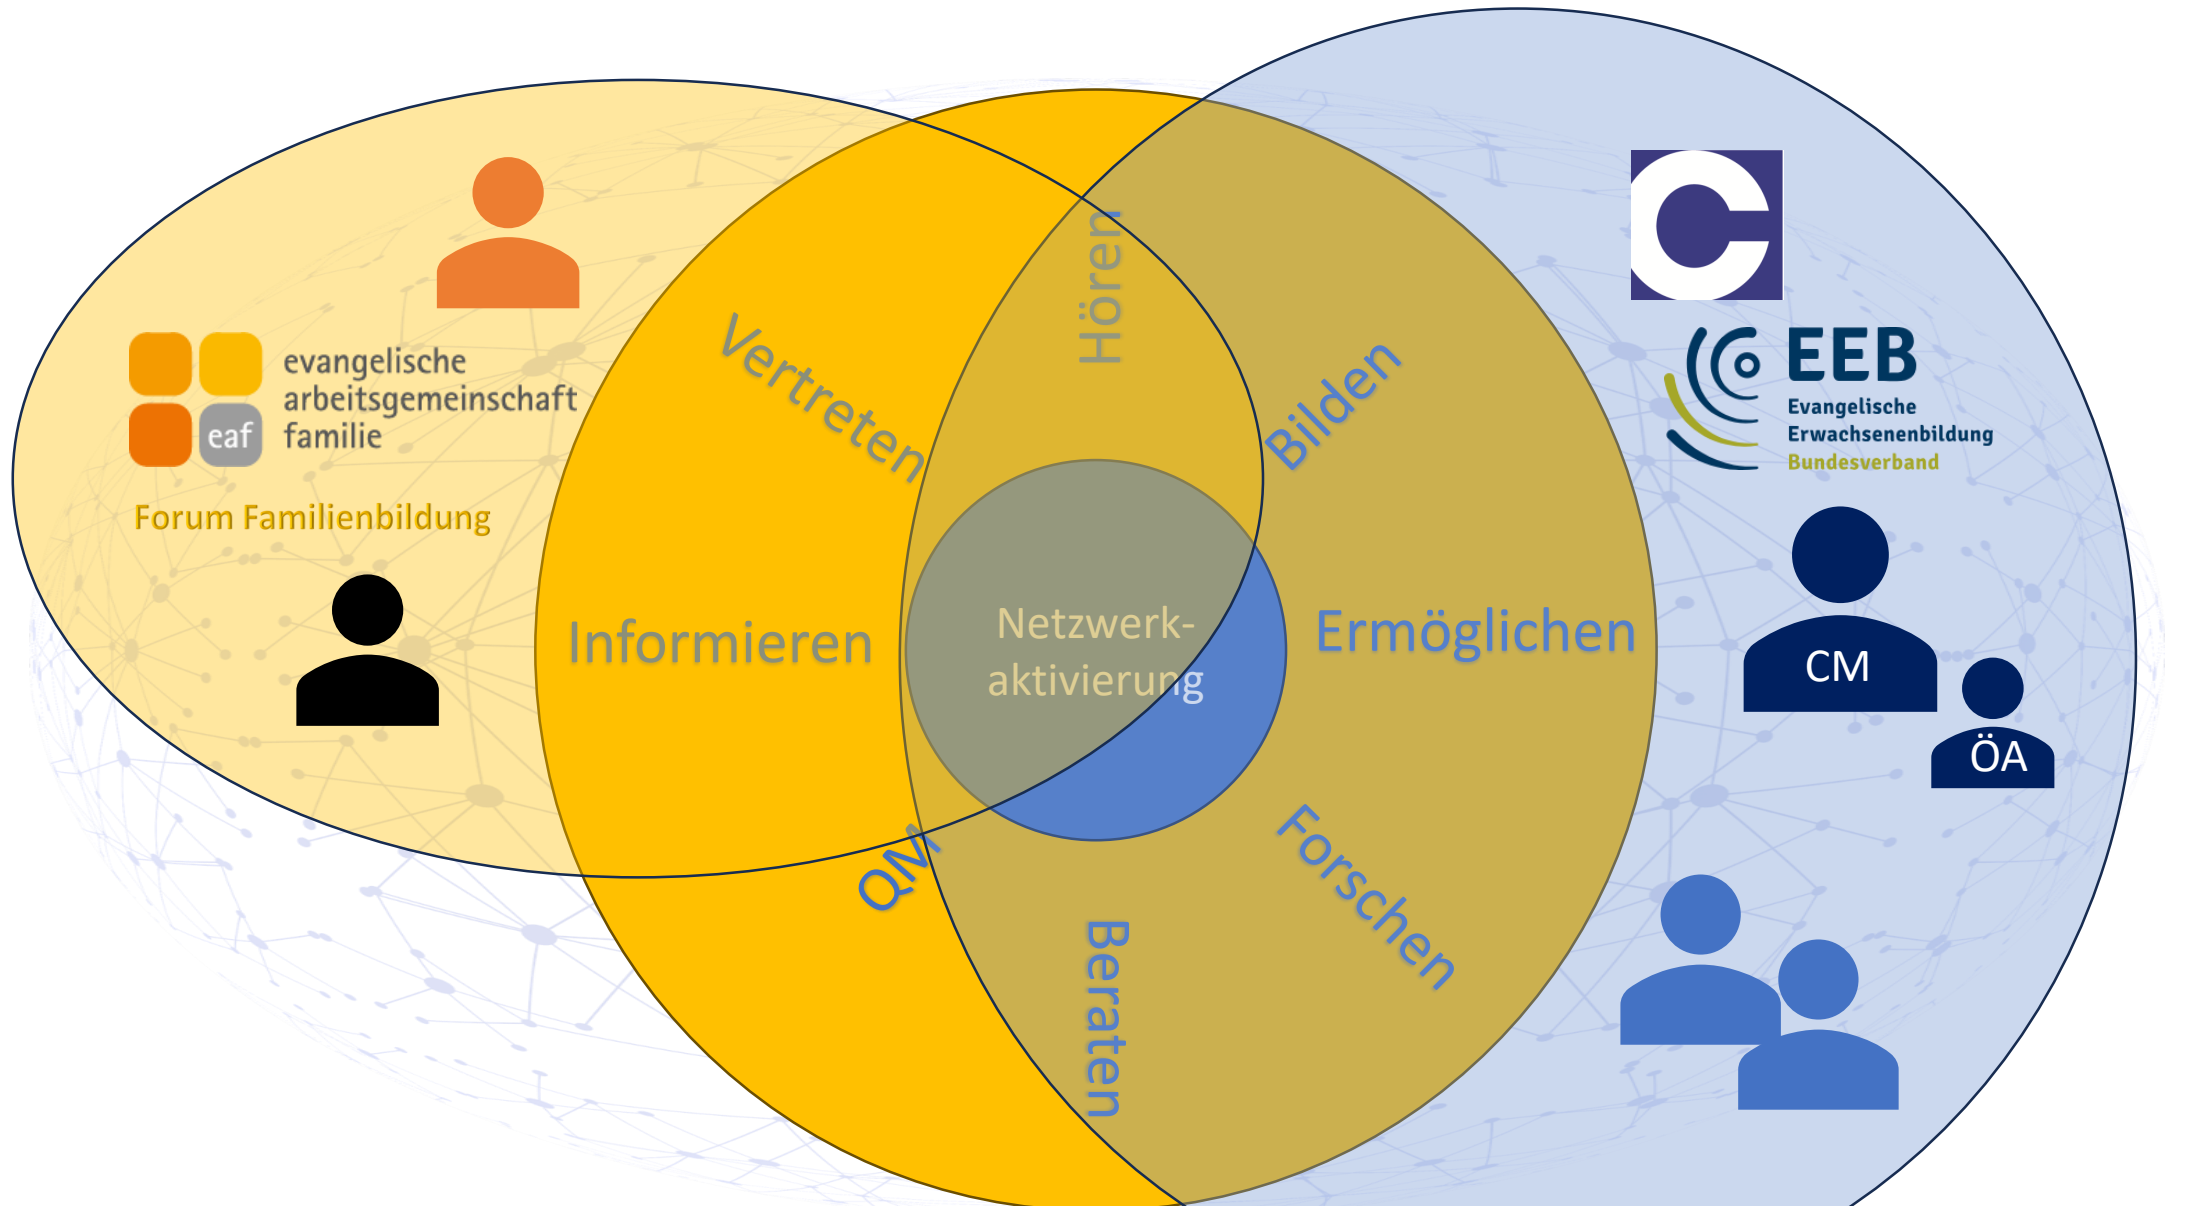 evangelische
arbeitsgemeinschaft
eaf familie
Forum Familienbildung
Vertreten
Hören
Bilden
Informieren
Netzwerk-
aktivierung
Ermöglichen
QM
Beraten
Forschen
C
EEB
Evangelische
Erwachsenenbildung
Bundesverband
CM
ÖA